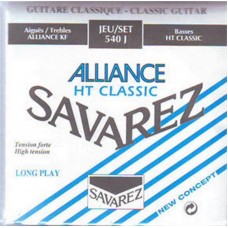 GUITARE CLASSIQUE - CLASSIC GUITAR
Aiguës / Trebles
ALLIANCE KF
JEU/SET
540 J
Basses
HT CLASSIC
ALLIANCE
HT CLASSIC
SAVAREZ
Tension forte
High tension
LONG PLAY
SAVAREZ
NEW CONCEPT